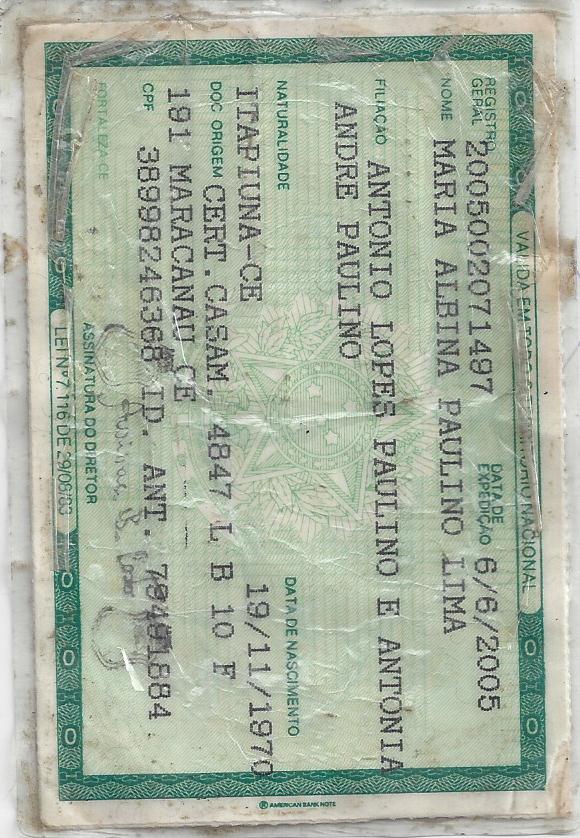 VÁLIDA EM TODO O TERRITÓRIO NACIONAL
REGISTRO GERAL 2005002071497 DATA DE EXPEDIÇÃO 6/6/2005
NOME MARIA ALBINA PAULINO LIMA
FILIAÇÃO ANTONIO LOPES PAULINO E ANTONIA
ANDRE PAULINO
NATURALIDADE DATA DE NASCIMENTO
ITAPIUNA-CE 19/11/1970
DOC ORIGEM CERT.CASAM. 4847 L B 10 F
191 MARACANAU CE
CPF 38998246368 ID. ANT.
FORTALEZA-CE
ASSINATURA DO DIRETOR
LEI Nº 7.116 DE 29/08/83
® AMERICAN BANK NOTE